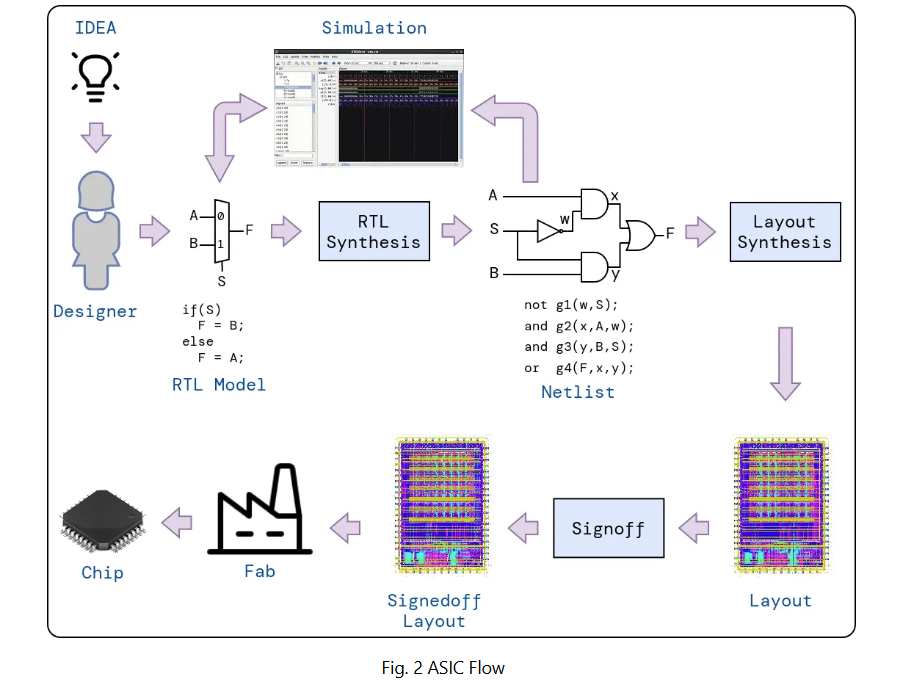 IDEA
Simulation
A
0
B
1
F
S
Designer
if(S)
F = B;
else
F = A;
RTL Model
RTL
Synthesis
A
S
B
w
x
y
F
not g1(w,S);
and g2(x,A,w);
and g3(y,B,S);
or g4(F,x,y);
Netlist
Layout
Synthesis
Chip
Fab
Signedoff
Layout
Signoff
Layout
Fig. 2 ASIC Flow